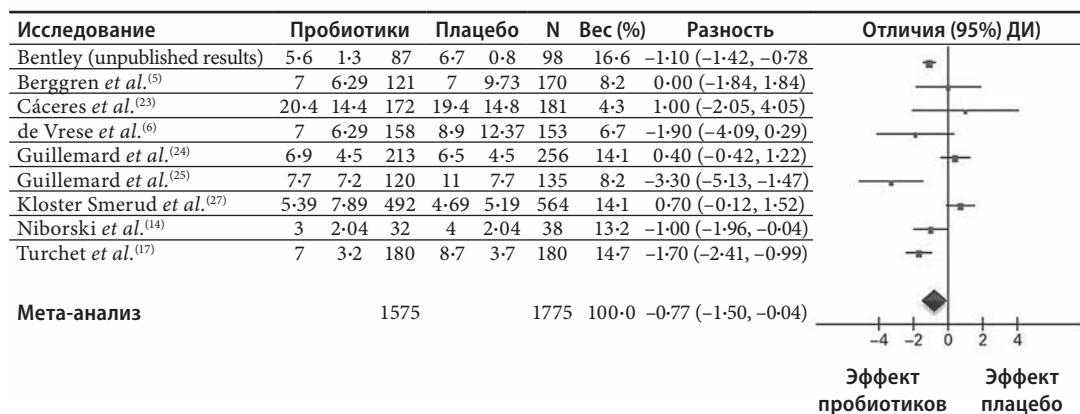 Исследование Пробиотики Плацебо N Вес (%) Разность Отличия (95%) ДИ)
Bentley (unpublished results) 5·6 1·3 87 6·7 0·8 98 16·6 −1·10 (−1·42, −0·78
Berggren et al.(5) 7 6·29 121 7 9·73 170 8·2 0·00 (−1·84, 1·84)
Cáceres et al.(23) 20·4 14·4 172 19·4 14·8 181 4·3 1·00 (−2·05, 4·05)
de Vrese et al.(6) 7 6·29 158 8·9 12·37 153 6·7 −1·90 (−4·09, 0·29)
Guillemard et al.(24) 6·9 4·5 213 6·5 4·5 256 14·1 0·40 (−0·42, 1·22)
Guillemard et al.(25) 7·7 7·2 120 11 7·7 135 8·2 −3·30 (−5·13, −1·47)
Kloster Smerud et al.(27) 5·39 7·89 492 4·69 5·19 564 14·1 0·70 (−0·12, 1·52)
Niborski et al.(14) 3 2·04 32 4 2·04 38 13·2 −1·00 (−1·96, −0·04)
Turchet et al.(17) 7 3·2 180 8·7 3·7 180 14·7 −1·70 (−2·41, −0·99)
Мета-анализ 1575 1775 100·0 −0·77 (−1·50, −0·04)
−4 −2 0 2 4
Эффект Эффект
пробиотиков плацебо